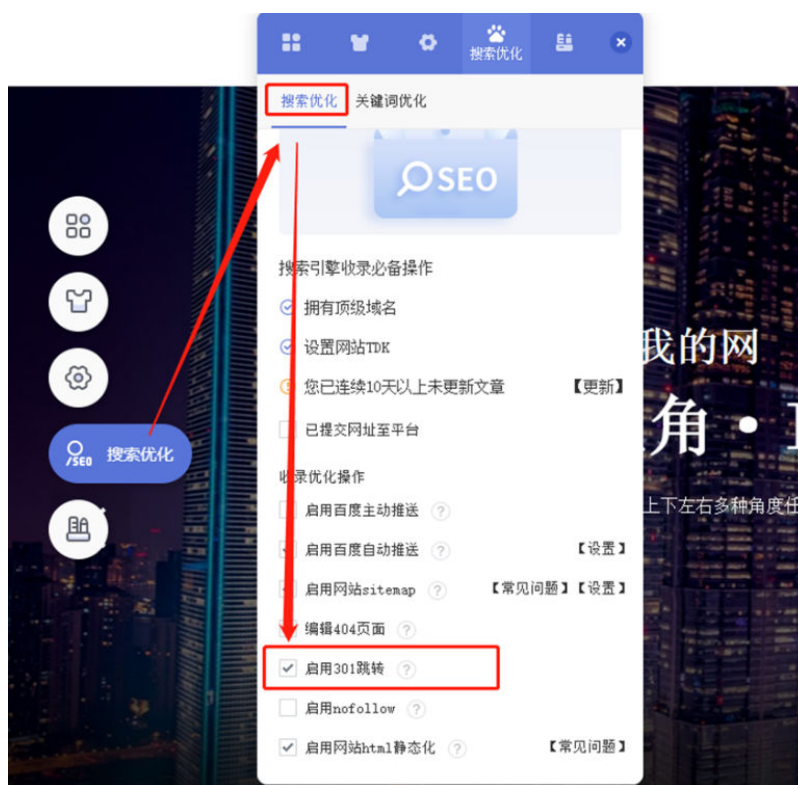 搜索优化
搜索优化 关键词优化
SEO
搜索引擎收录必备操作
拥有顶级域名
设置网站TDK
您已连续10天以上未更新文章 【更新】
已提交网址至平台
收录优化操作
启用百度主动推送 ?
启用百度自动推送 ? 【设置】
启用网站sitemap ? 【常见问题】【设置】
编辑404页面 ?
启用301跳转 ?
启用nofollow ?
启用网站html静态化 ? 【常见问题】
/SEO 搜索优化
我的网
角·
上下左右多种角度任